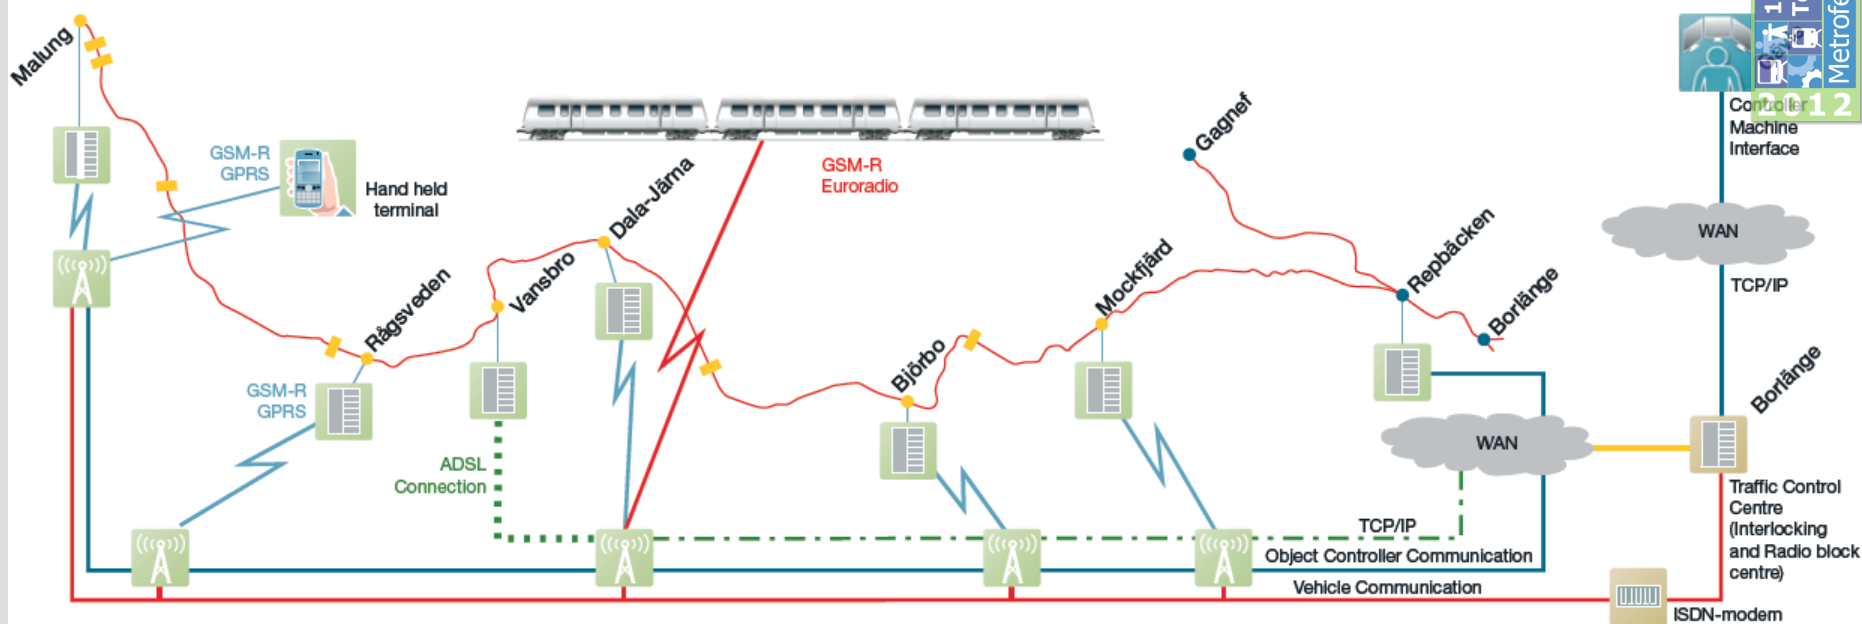 Malung
GSM-R
GPRS
Hand held
terminal
GSM-R
Euroradio
Dala-Järna
Gagnef
Metrofe
2012
Controller
Machine
Interface
WAN
TCP/IP
Rågsveden
Vansbro
Björbo
Mockfjärd
Repbäcken
Borlänge
GSM-R
GPRS
ADSL
Connection
WAN
Borlänge
TCP/IP
Object Controller Communication
Vehicle Communication
Traffic Control
Centre
(Interlocking
and Radio block
centre)
ISDN-modem